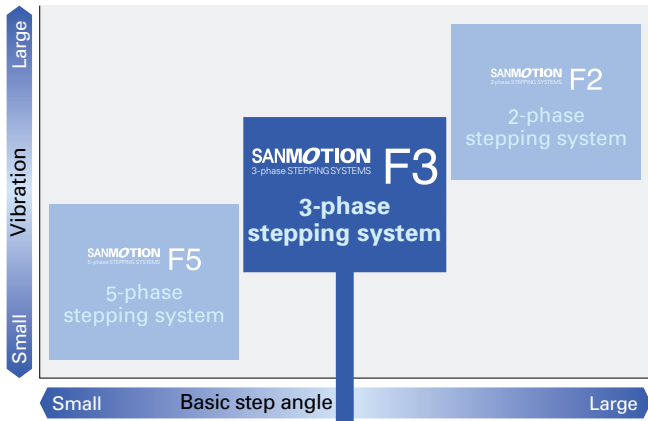 Large
Vibration
Small
SANMOTION F2
2-phase STEPPING SYSTEMS
2-phase
stepping system
SANMOTION F3
3-phase STEPPING SYSTEMS
3-phase
stepping system
SANMOTION F5
5-phase STEPPING SYSTEMS
5-phase
stepping system
Small
Basic step angle
Large